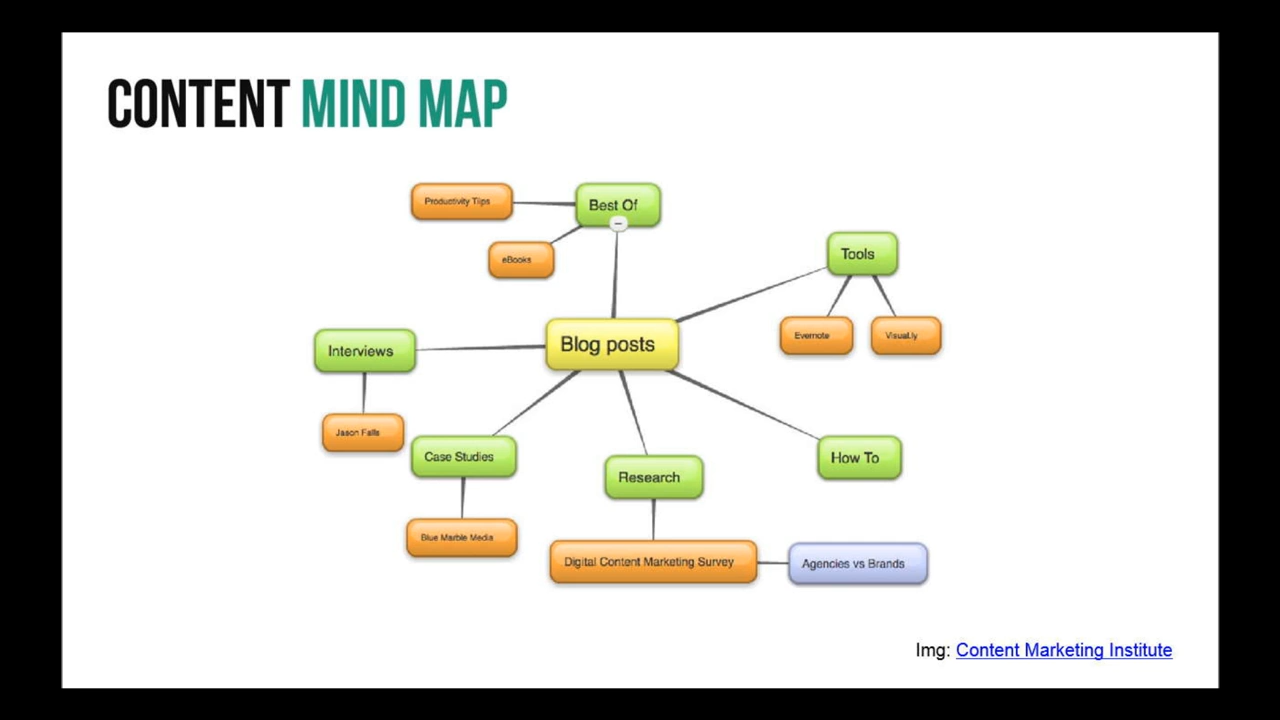 CONTENT MIND MAP
Productivity Tips
Best Of
eBooks
Tools
Evernote
Visual.ly
Blog posts
Interviews
Jason Falls
Case Studies
Blue Marble Media
Research
How To
Digital Content Marketing Survey
Agencies vs Brands
Img: Content Marketing Institute